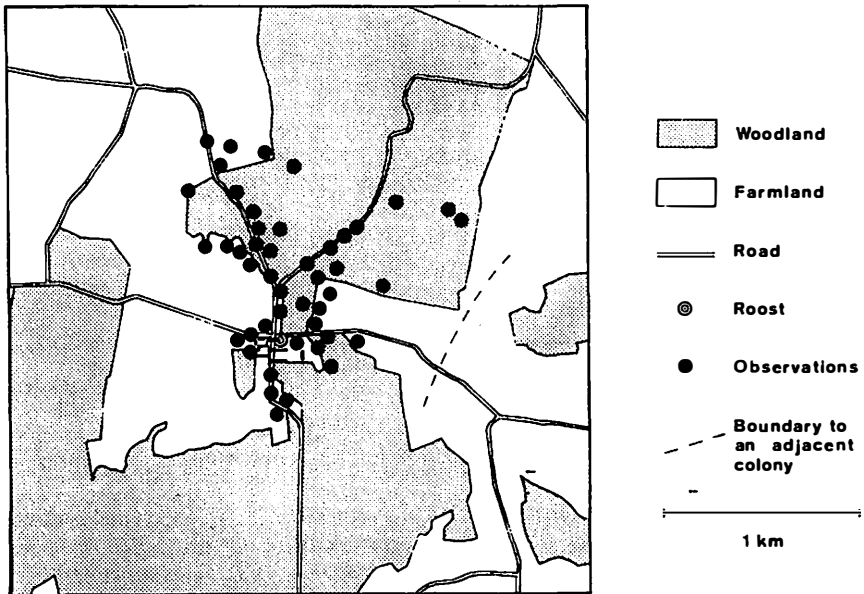 Woodland
Farmland
Road
Roost
Observations
Boundary to
an adjacent
colony
1 km